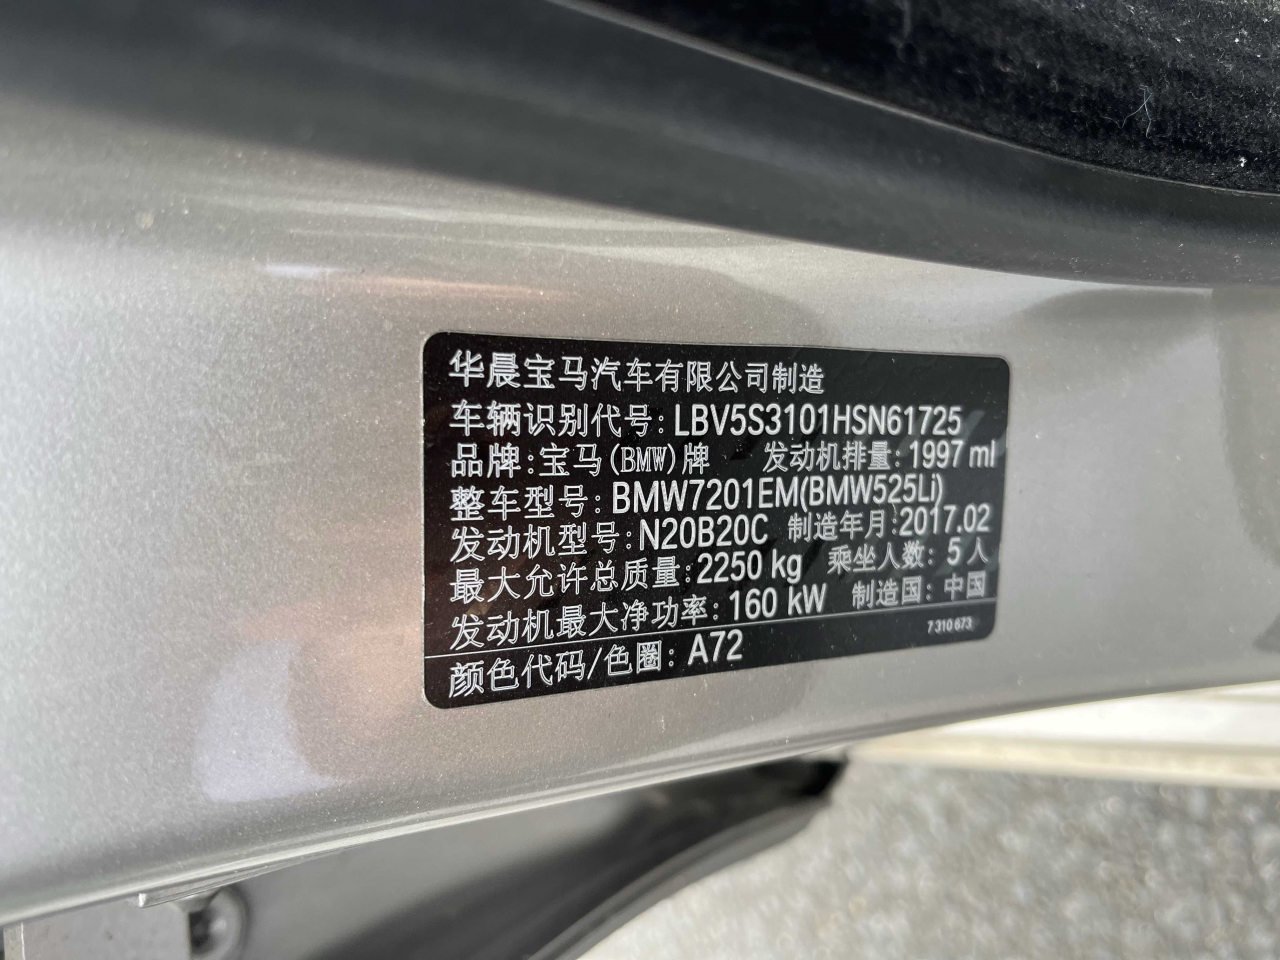 华晨宝马汽车有限公司制造
车辆识别代号: LBV5S3101HSN61725
品牌:宝马(BMW)牌 发动机排量: 1997 ml
整车型号: BMW7201EM(BMW525Li)
发动机型号: N20B20C 制造年月:2017.02
最大允许总质量:2250 kg 乘坐人数: 5 人
发动机最大净功率: 160 kW 制造国: 中国
7 310 673
颜色代码/色圈: A72